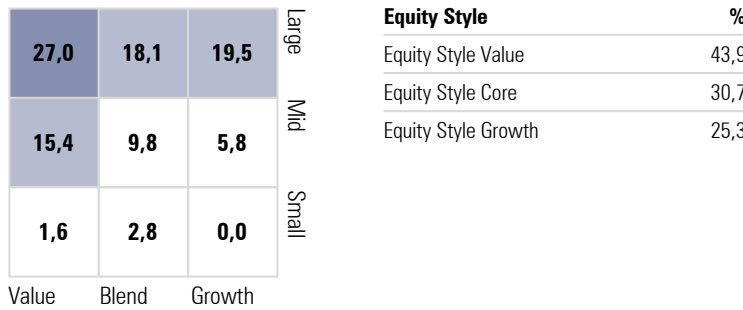 27,0 18,1 19,5 Large
15,4 9,8 5,8 Mid
1,6 2,8 0,0 Small
Value Blend Growth
Equity Style %
Equity Style Value 43,9
Equity Style Core 30,7
Equity Style Growth 25,3